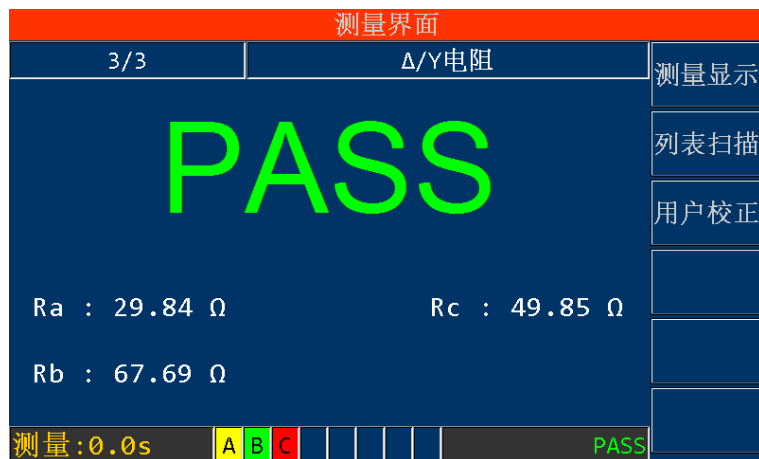 测量界面
3/3
Δ/Y电阻
测量显示
列表扫描
用户校正
PASS
Ra : 29.84 Ω
Rc : 49.85 Ω
Rb : 67.69 Ω
测量:0.0s
A B C
PASS